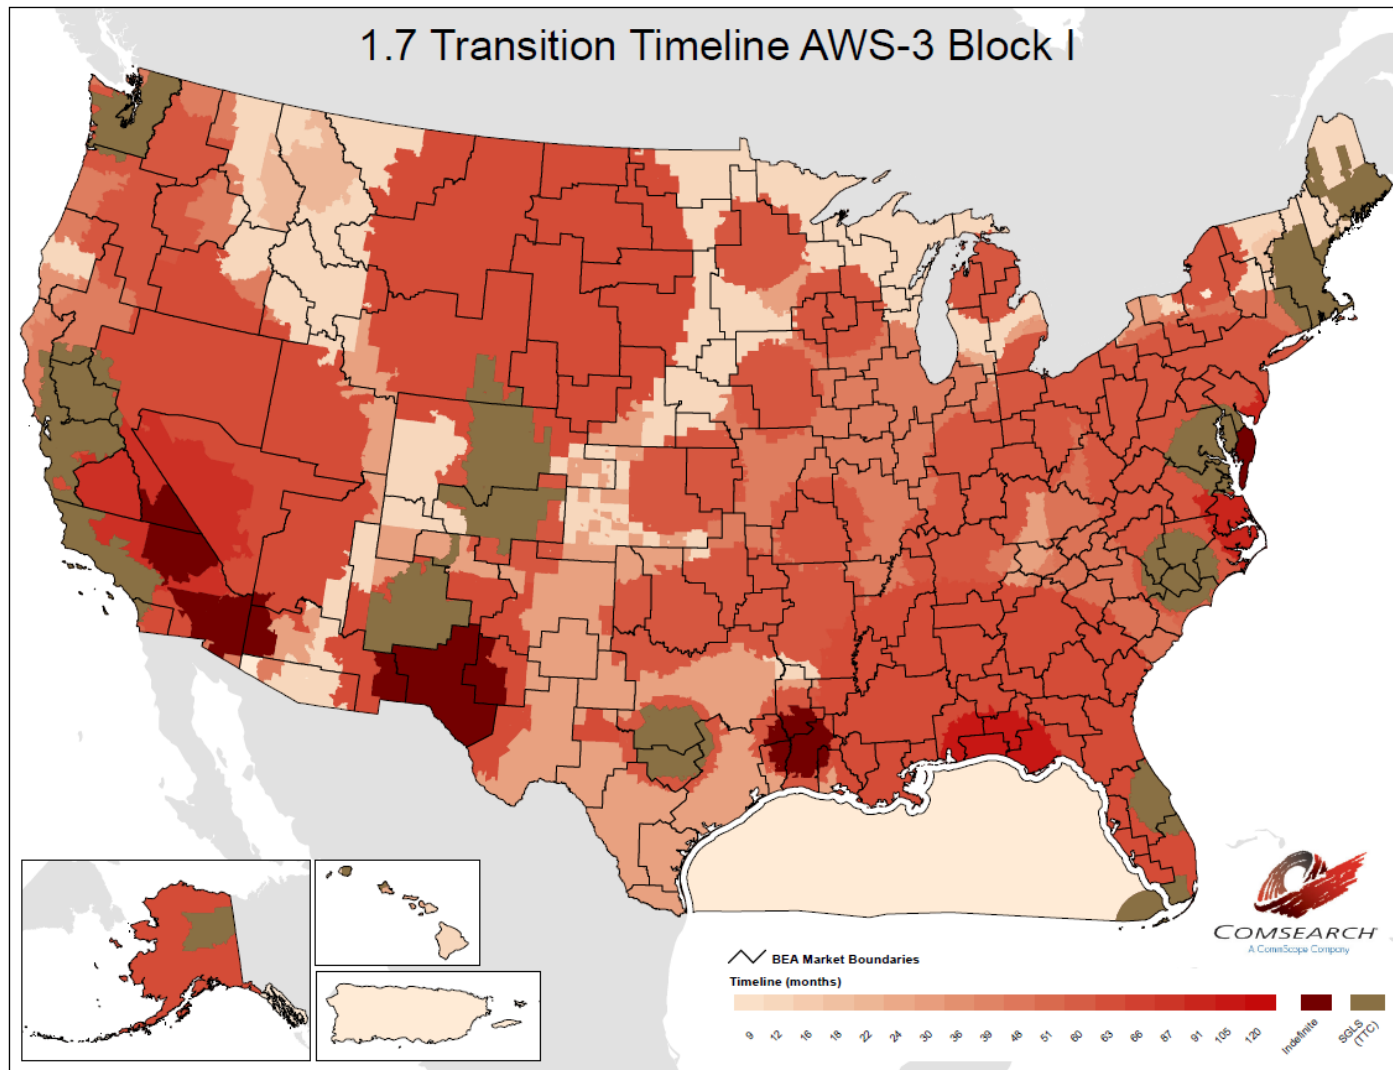 1.7 Transition Timeline AWS-3 Block I
COMSEARCH
A CommScope Company
BEA Market Boundaries
Timeline (months)
9 12 16 18 22 24 30 36 39 48 51 60 63 66 87 91 105 120 Indefinite SGLS (TTC)